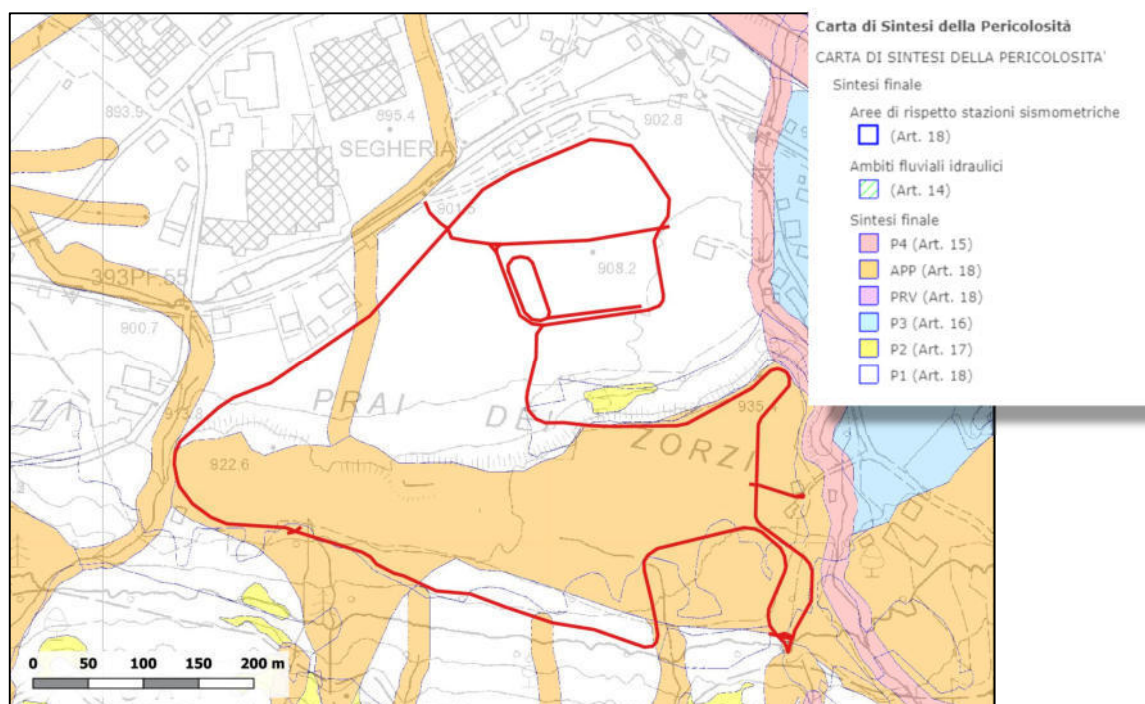 Carta di Sintesi della Pericolosità
CARTA DI SINTESI DELLA PERICOLOSITA'
Sintesi finale
Aree di rispetto stazioni sismometriche
(Art. 18)
Ambiti fluviali idraulici
(Art. 14)
Sintesi finale
P4 (Art. 15)
APP (Art. 18)
PRV (Art. 18)
P3 (Art. 16)
P2 (Art. 17)
P1 (Art. 18)
893.9
895.4
902.8
SEGHERIA
908.2
393PF.55
900.7
PRAI DEI ZORZI
913.8
935.4
922.6
0 50 100 150 200 m